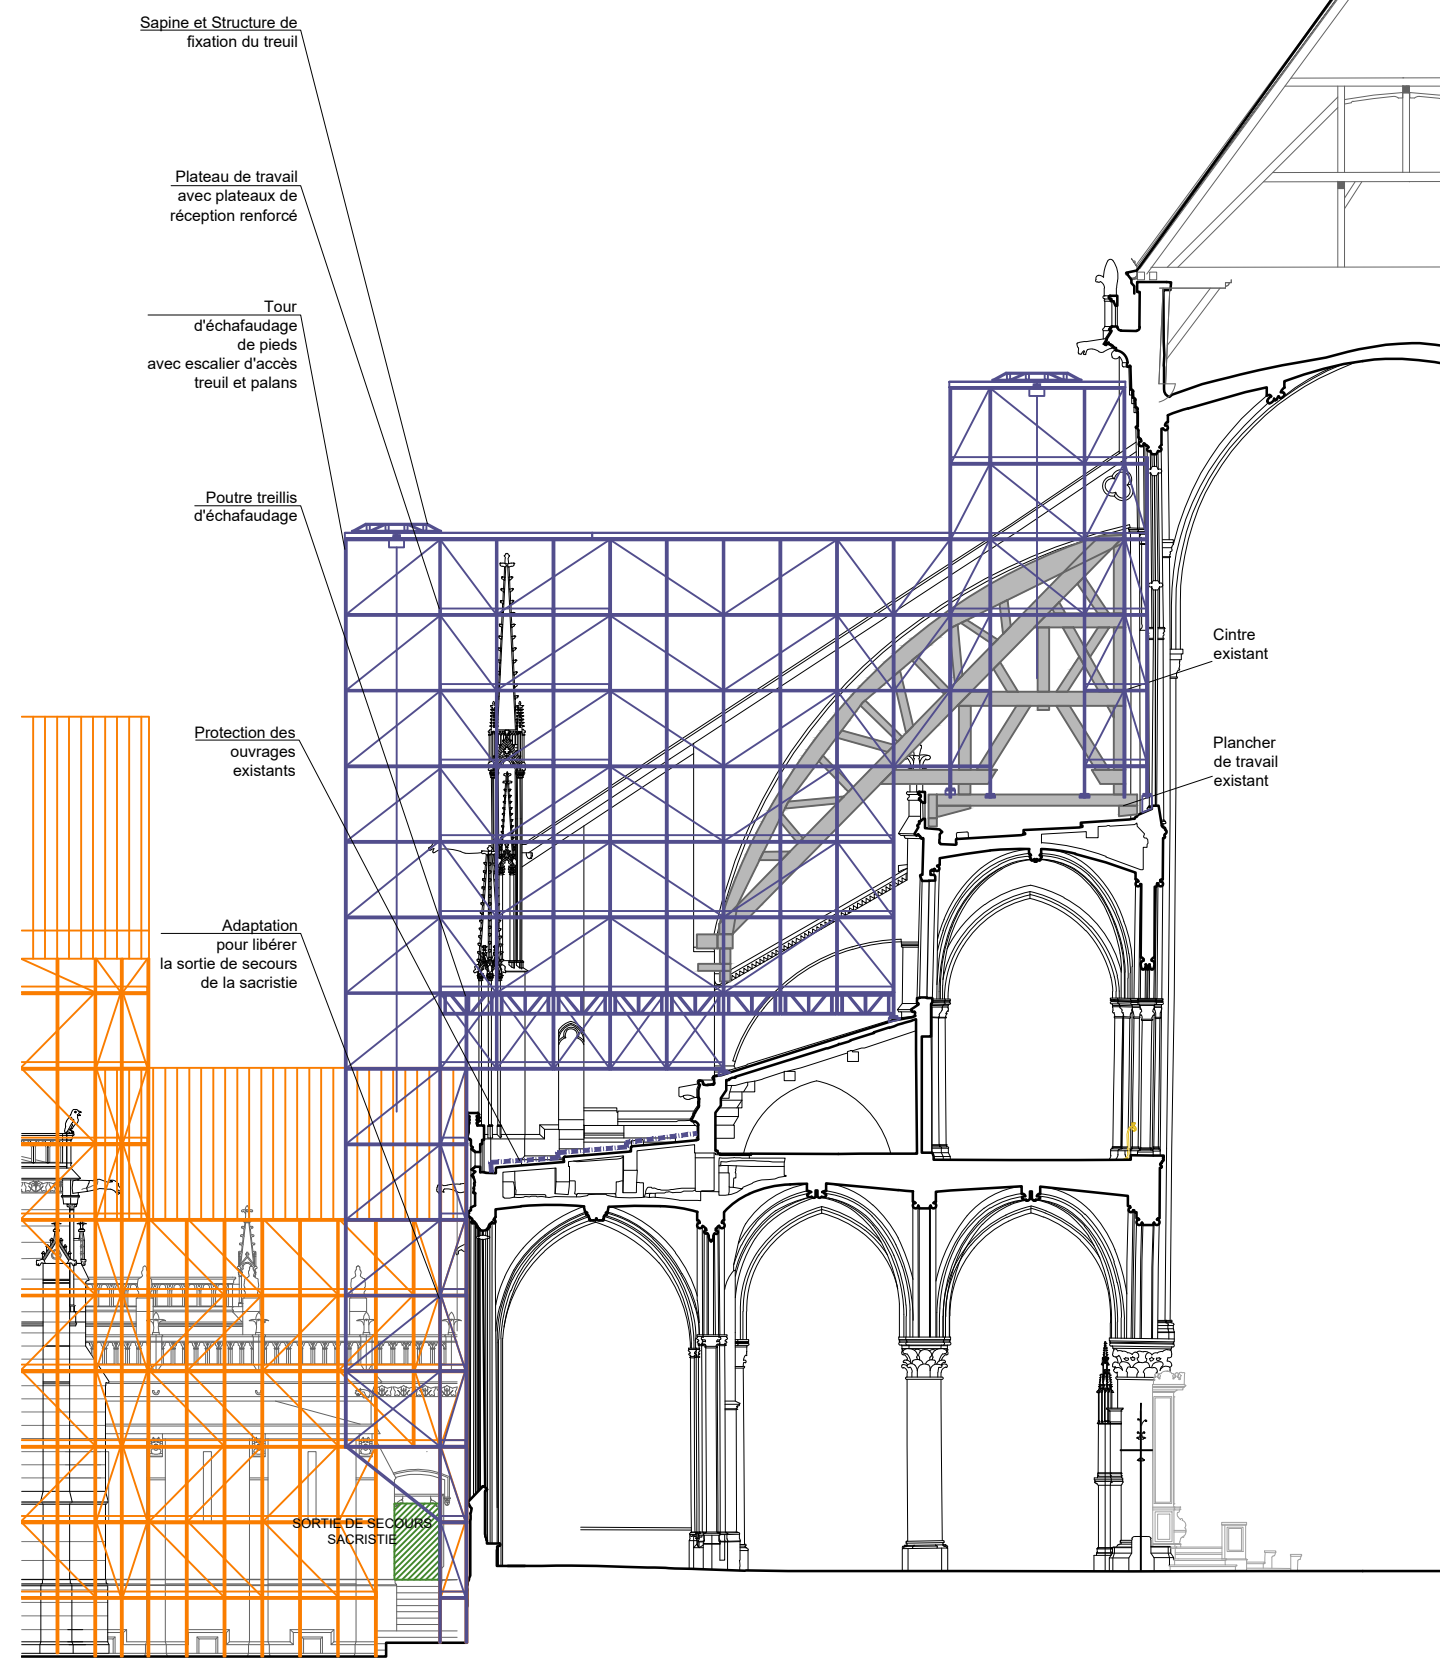 Sapine et Structure de
fixation du treuil
Plateau de travail
avec plateaux de
réception renforcé
Tour
d'échafaudage
de pieds
avec escalier d'accès
treuil et palans
Poutre treillis
d'échafaudage
Cintre
existant
Protection des
ouvrages
existants
Plancher
de travail
existant
Adaptation
pour libérer
la sortie de secours
de la sacristie
SORTIE DE SECOURS
SACRISTIE